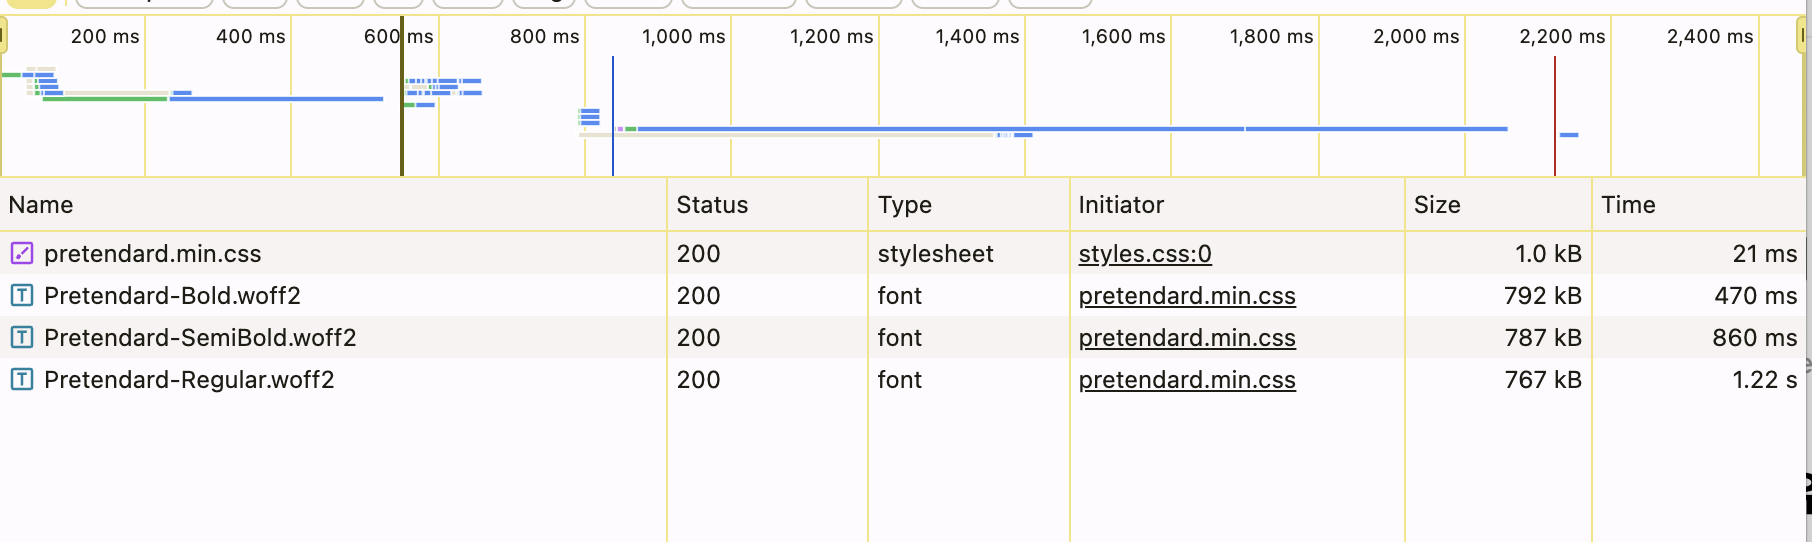 200 ms 400 ms 600 ms 800 ms 1,000 ms 1,200 ms 1,400 ms 1,600 ms 1,800 ms 2,000 ms 2,200 ms 2,400 ms
Name Status Type Initiator Size Time
pretendard.min.css 200 stylesheet styles.css:0 1.0 kB 21 ms
Pretendard-Bold.woff2 200 font pretendard.min.css 792 kB 470 ms
Pretendard-SemiBold.woff2 200 font pretendard.min.css 787 kB 860 ms
Pretendard-Regular.woff2 200 font pretendard.min.css 767 kB 1.22 s